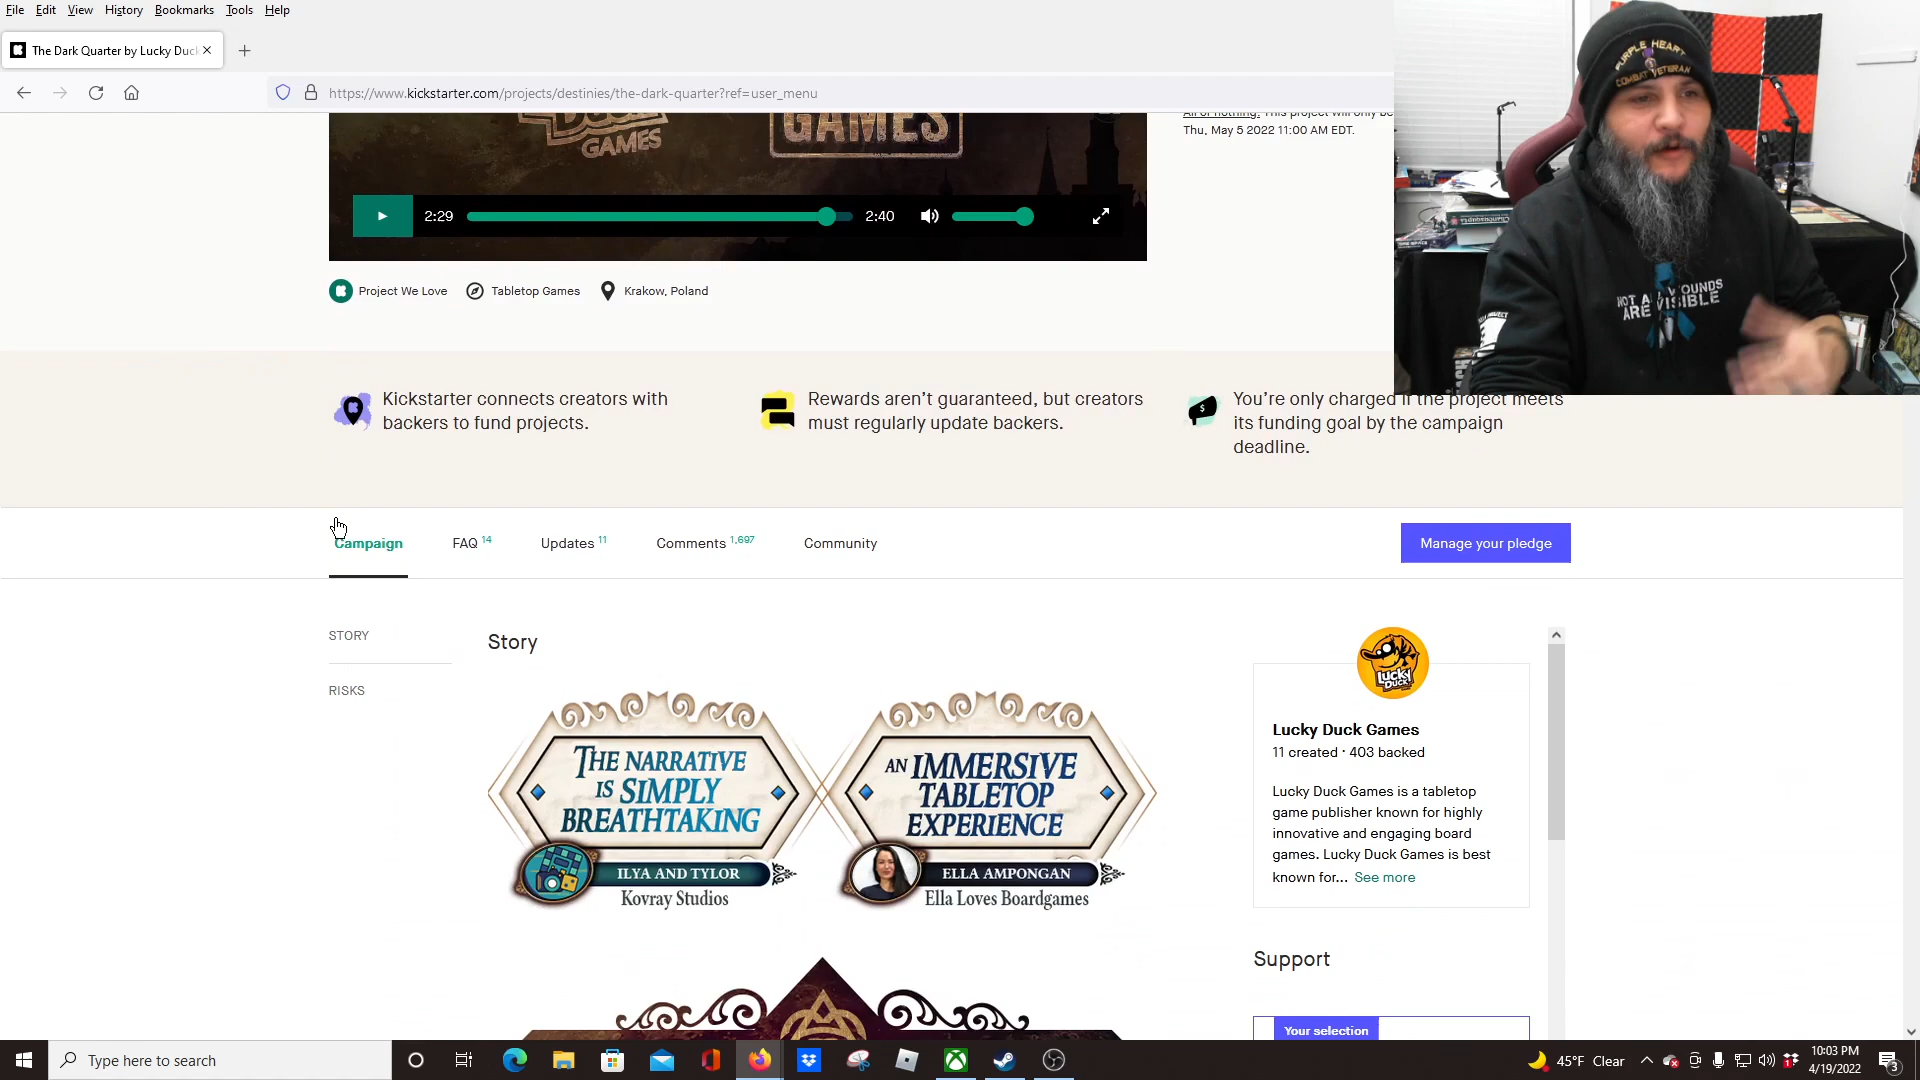 File Edit View History Bookmarks Tools Help
The Dark Quarter by Lucky Duc
https://www.kickstarter.com/projects/destinies/the-dark-quarter?ref=user_menu
GAMES
GAMES
Thu, May 5 2022 11:00 AM EDT.
2:29
2:40
Project We Love
Tabletop Games
Krakow, Poland
PURPLE HEART
COMBAT VETERAN
ARE VISIBLE
Kickstarter connects creators with
backers to fund projects.
Rewards aren't guaranteed, but creators
must regularly update backers.
You're only charged if the project meets
its funding goal by the campaign
deadline.
Campaign
FAQ 14
Updates 11
Comments 1,697
Community
Manage your pledge
STORY
RISKS
Story
THE NARRATIVE
IS SIMPLY
BREATHTAKING
ILYA AND TYLOR
Kovray Studios
AN IMMERSIVE
TABLETOP
EXPERIENCE
ELLA AMPONGAN
Ella Loves Boardgames
Lucky Duck
Lucky Duck Games
11 created · 403 backed
Lucky Duck Games is a tabletop
game publisher known for highly
innovative and engaging board
games. Lucky Duck Games is best
known for... See more
Support
Your selection
Type here to search
45°F Clear
10:03 PM
4/19/2022
3